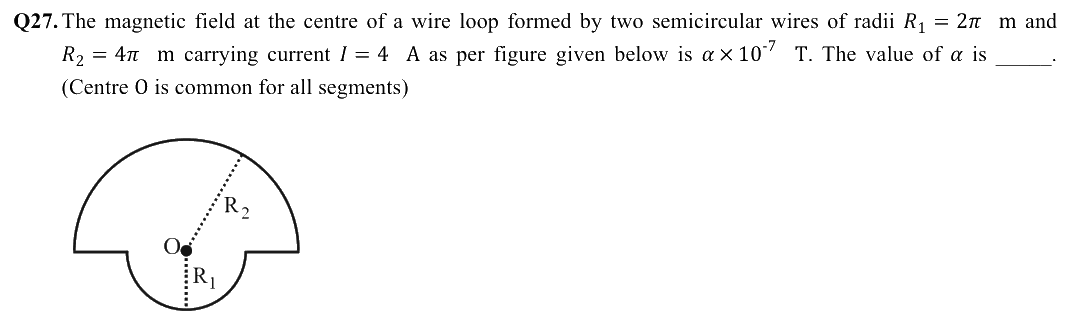 Q27. The magnetic field at the centre of a wire loop formed by two semicircular wires of radii R₁ = 2π m and
R₂ = 4π m carrying current I = 4 A as per figure given below is α × 10⁻⁷ T. The value of α is _____.
(Centre O is common for all segments)
R₂
O
R₁